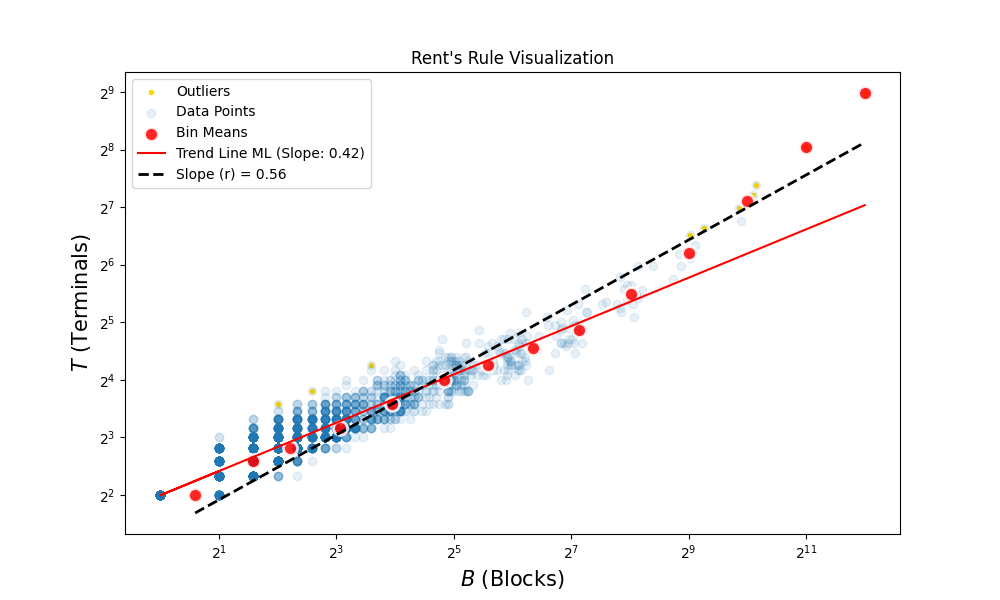 Rent's Rule Visualization
Outliers
Data Points
Bin Means
Trend Line ML (Slope: 0.42)
Slope (r) = 0.56
2^9
2^8
2^7
2^6
2^5
2^4
2^3
2^2
T (Terminals)
2^1 2^3 2^5 2^7 2^9 2^11
B (Blocks)